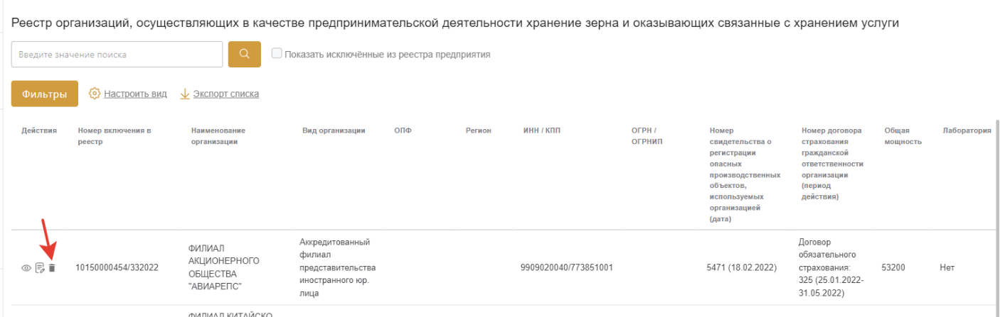 Реестр организаций, осуществляющих в качестве предпринимательской деятельности хранение зерна и оказывающих связанные с хранением услуги
Введите значение поиска
Показать исключённые из реестра предприятия
Фильтры
Настроить вид
Экспорт списка
Действия
Номер включения в
реестр
Наименование
организации
Вид организации
ОПФ
Регион
ИНН / КПП
ОГРН /
ОГРНИП
Номер
свидетельства о
регистрации
опасных
производственных
объектов,
используемых
организацией
(дата)
Номер договора
страхования
гражданской
ответственности
организации
(период
действия)
Общая
мощность
Лаборатория
10150000454/332022
ФИЛИАЛ
АКЦИОНЕРНОГО
ОБЩЕСТВА
"АВИАРЕПС"
Аккредитованный
филиал
представительства
иностранного юр.
лица
9909020040/773851001
5471 (18.02.2022)
Договор
обязательного
страхования:
325 (25.01.2022-
31.05.2022)
53200
Нет
ФИЛИАЛ КИТАЙСКО